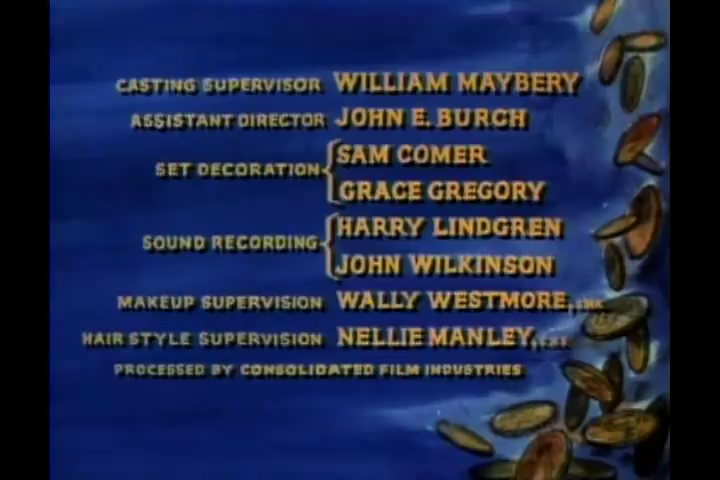 CASTING SUPERVISOR WILLIAM MAYBERY
ASSISTANT DIRECTOR JOHN E. BURCH
SET DECORATION SAM COMER
GRACE GREGORY
SOUND RECORDING HARRY LINDGREN
JOHN WILKINSON
MAKEUP SUPERVISION WALLY WESTMORE,
HAIR STYLE SUPERVISION NELLIE MANLEY,
PROCESSED BY CONSOLIDATED FILM INDUSTRIES